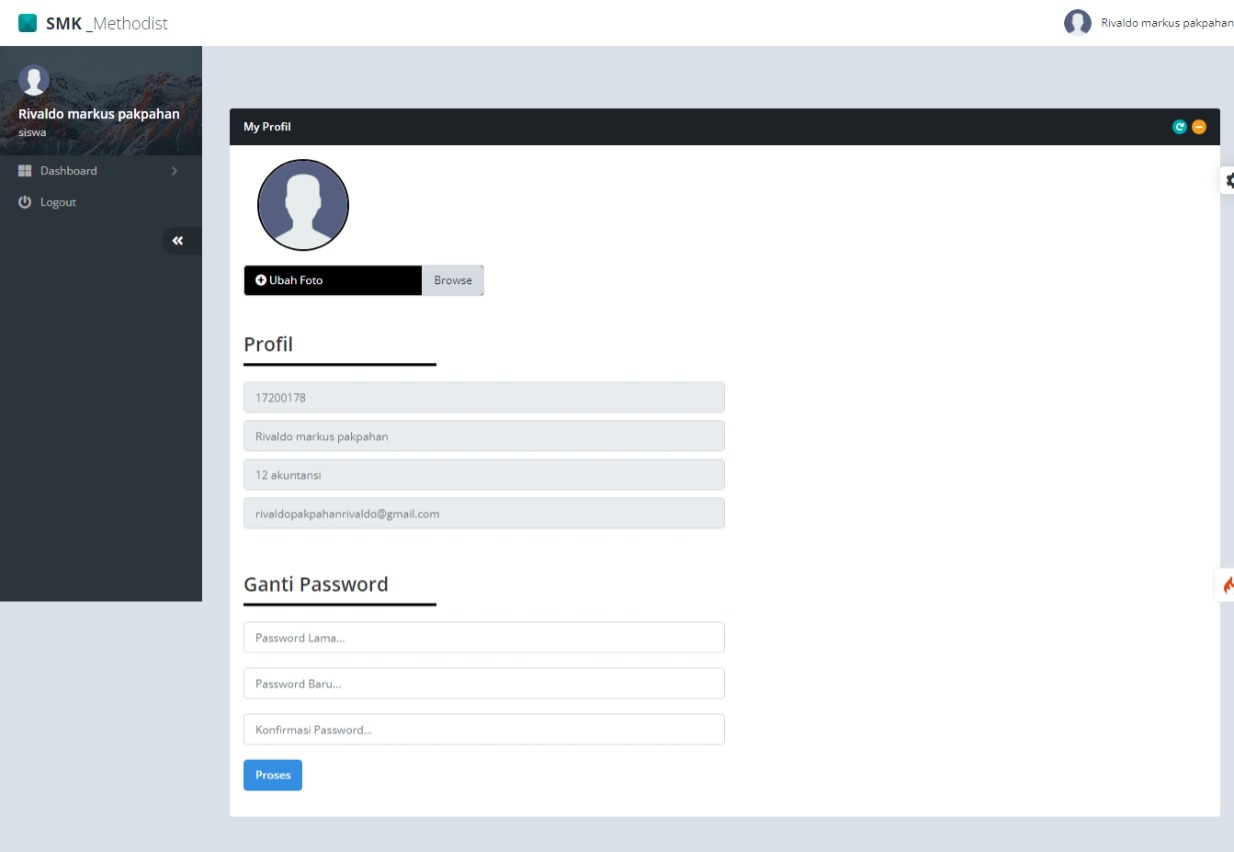 SMK _Methodist
Rivaldo markus pakpahan
Rivaldo markus pakpahan
siswa
Dashboard
Logout
My Profil
Ubah Foto
Browse
Profil
17200178
Rivaldo markus pakpahan
12 akuntansi
rivaldopakpahanrivaldo@gmail.com
Ganti Password
Password Lama...
Password Baru...
Konfirmasi Password...
Proses